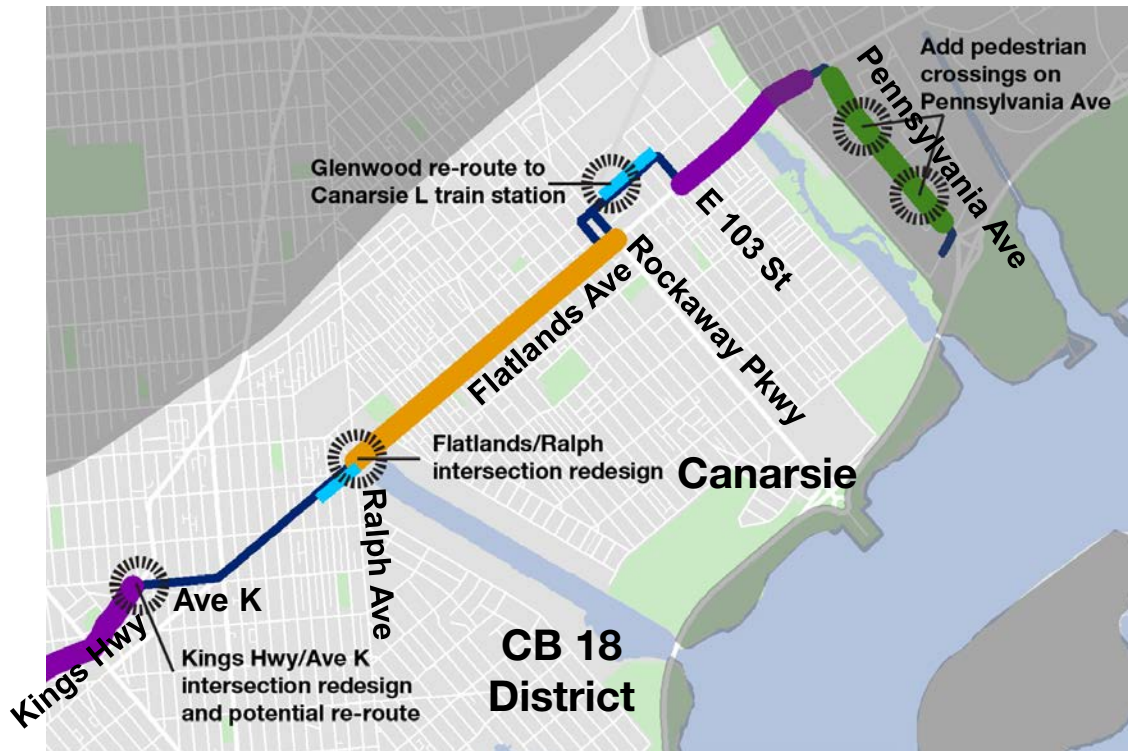 Add pedestrian
crossings on
Pennsylvania Ave
Pennsylvania Ave
Glenwood re-route to
Canarsie L train station
E 103 St
Rockaway Pkwy
Flatlands Ave
Flatlands/Ralph
intersection redesign
Canarsie
Ralph Ave
Ave K
Kings Hwy
Kings Hwy/Ave K
intersection redesign
and potential re-route
CB 18
District